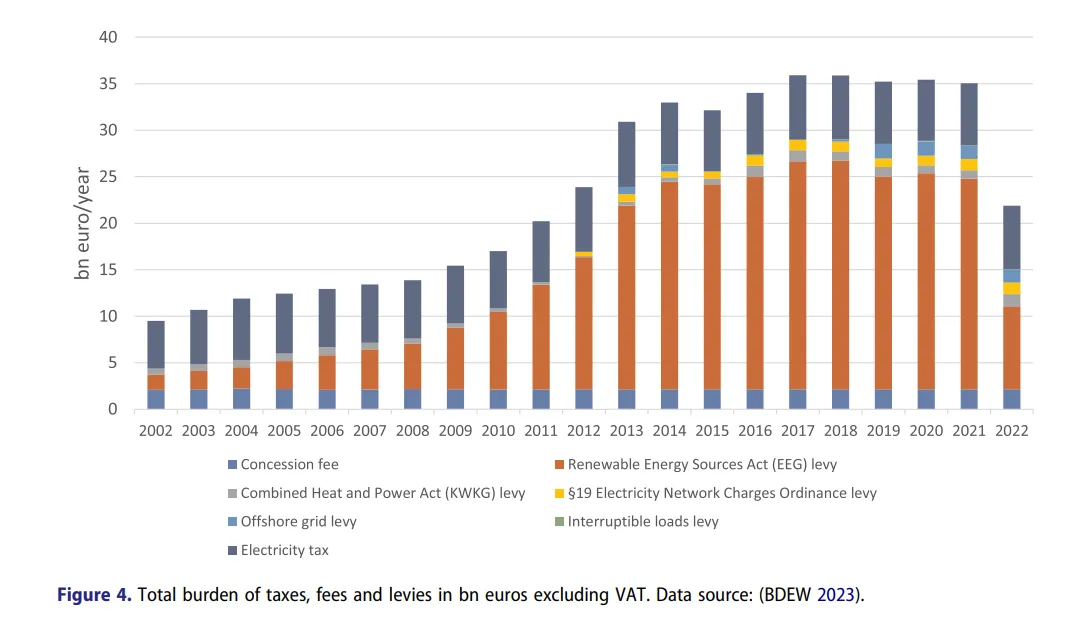 40
35
30
25
20
15
10
5
0
bn euro/year
2002 2003 2004 2005 2006 2007 2008 2009 2010 2011 2012 2013 2014 2015 2016 2017 2018 2019 2020 2021 2022
Concession fee
Renewable Energy Sources Act (EEG) levy
Combined Heat and Power Act (KWKG) levy
§19 Electricity Network Charges Ordinance levy
Offshore grid levy
Interruptible loads levy
Electricity tax
Figure 4. Total burden of taxes, fees and levies in bn euros excluding VAT. Data source: (BDEW 2023).